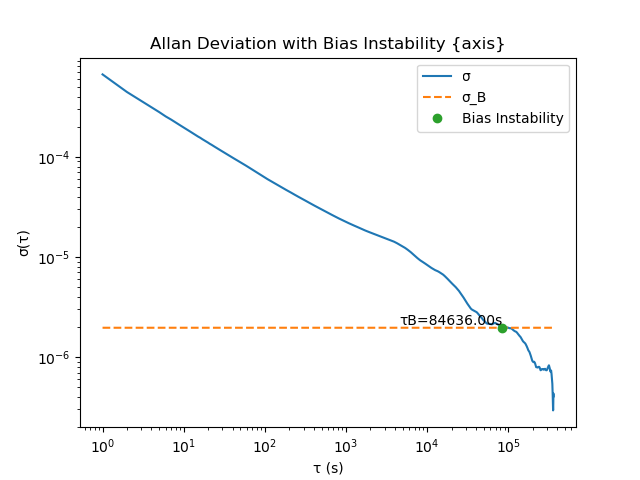 Allan Deviation with Bias Instability {axis}
σ
σ_B
Bias Instability
τB=84636.00s
σ(τ)
10⁻⁴
10⁻⁵
10⁻⁶
10⁰ 10¹ 10² 10³ 10⁴ 10⁵
τ (s)